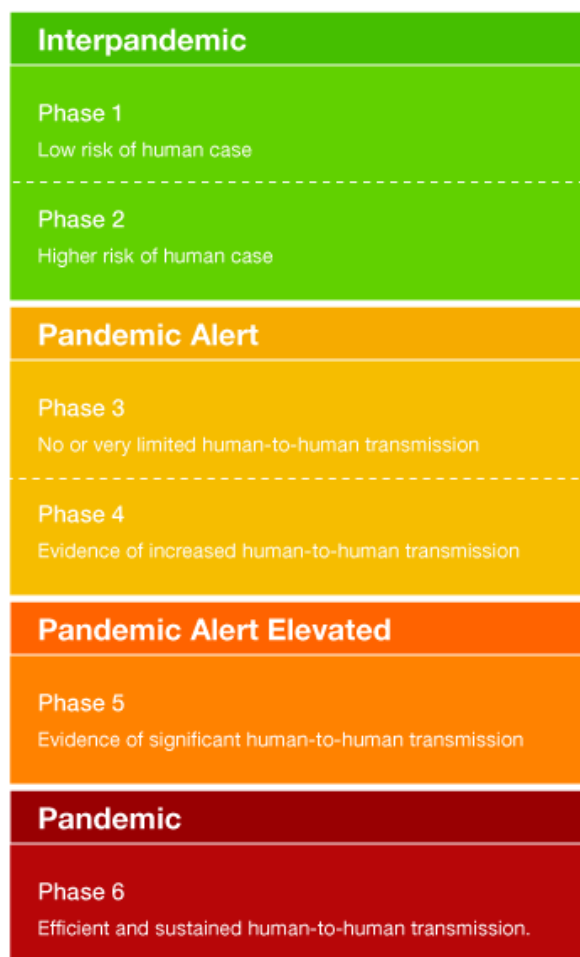 Interpandemic
Phase 1
Low risk of human case
Phase 2
Higher risk of human case
Pandemic Alert
Phase 3
No or very limited human-to-human transmission
Phase 4
Evidence of increased human-to-human transmission
Pandemic Alert Elevated
Phase 5
Evidence of significant human-to-human transmission
Pandemic
Phase 6
Efficient and sustained human-to-human transmission.